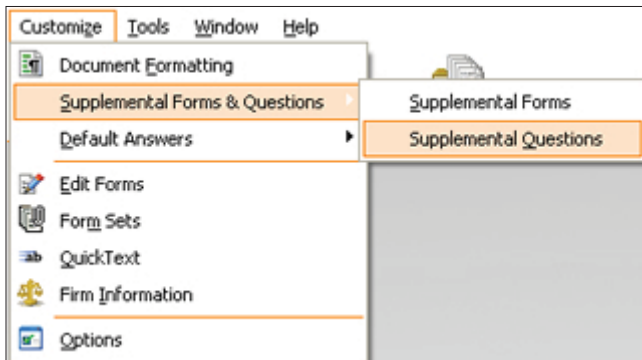 Customize Tools Window Help
Document Formatting
Supplemental Forms & Questions
Supplemental Forms
Default Answers
Supplemental Questions
Edit Forms
Form Sets
QuickText
Firm Information
Options